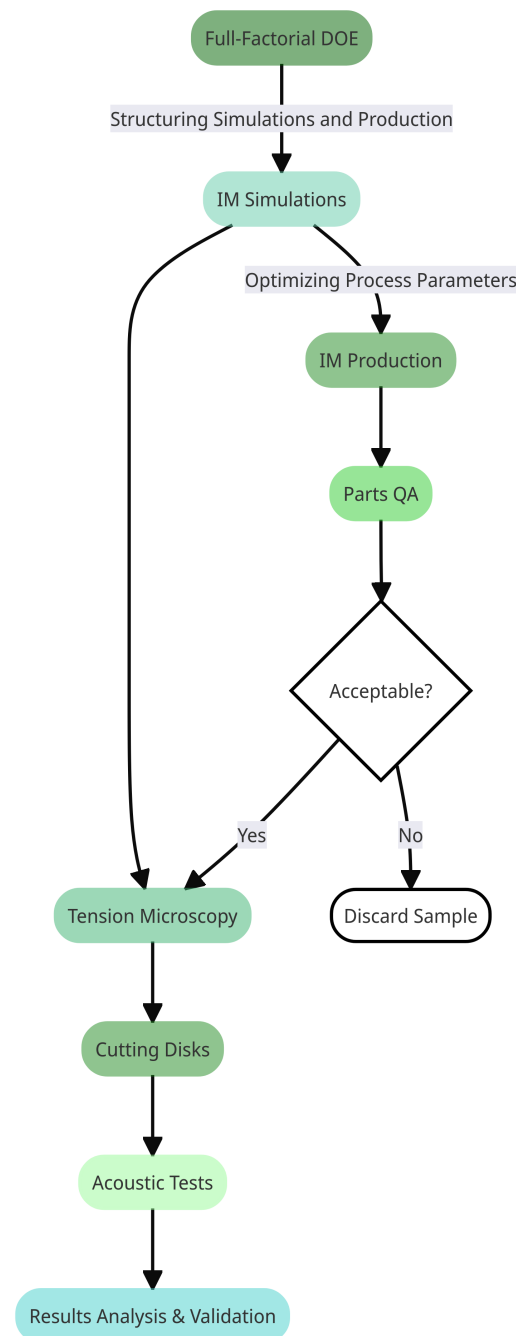 Full-Factorial DOE
Structuring Simulations and Production
IM Simulations
Optimizing Process Parameters
IM Production
Parts QA
Acceptable?
Yes
No
Tension Microscopy
Discard Sample
Cutting Disks
Acoustic Tests
Results Analysis & Validation